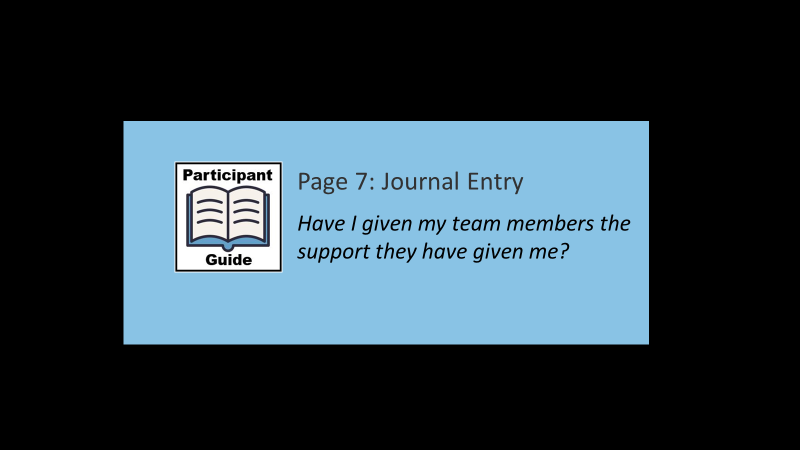 Participant
Guide
Page 7: Journal Entry
Have I given my team members the
support they have given me?